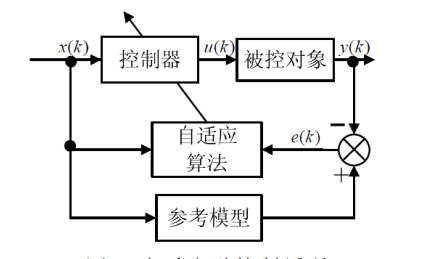 x(k) 控制器 u(k) 被控对象 y(k)
−
自适应 e(k)
算法
+
参考模型